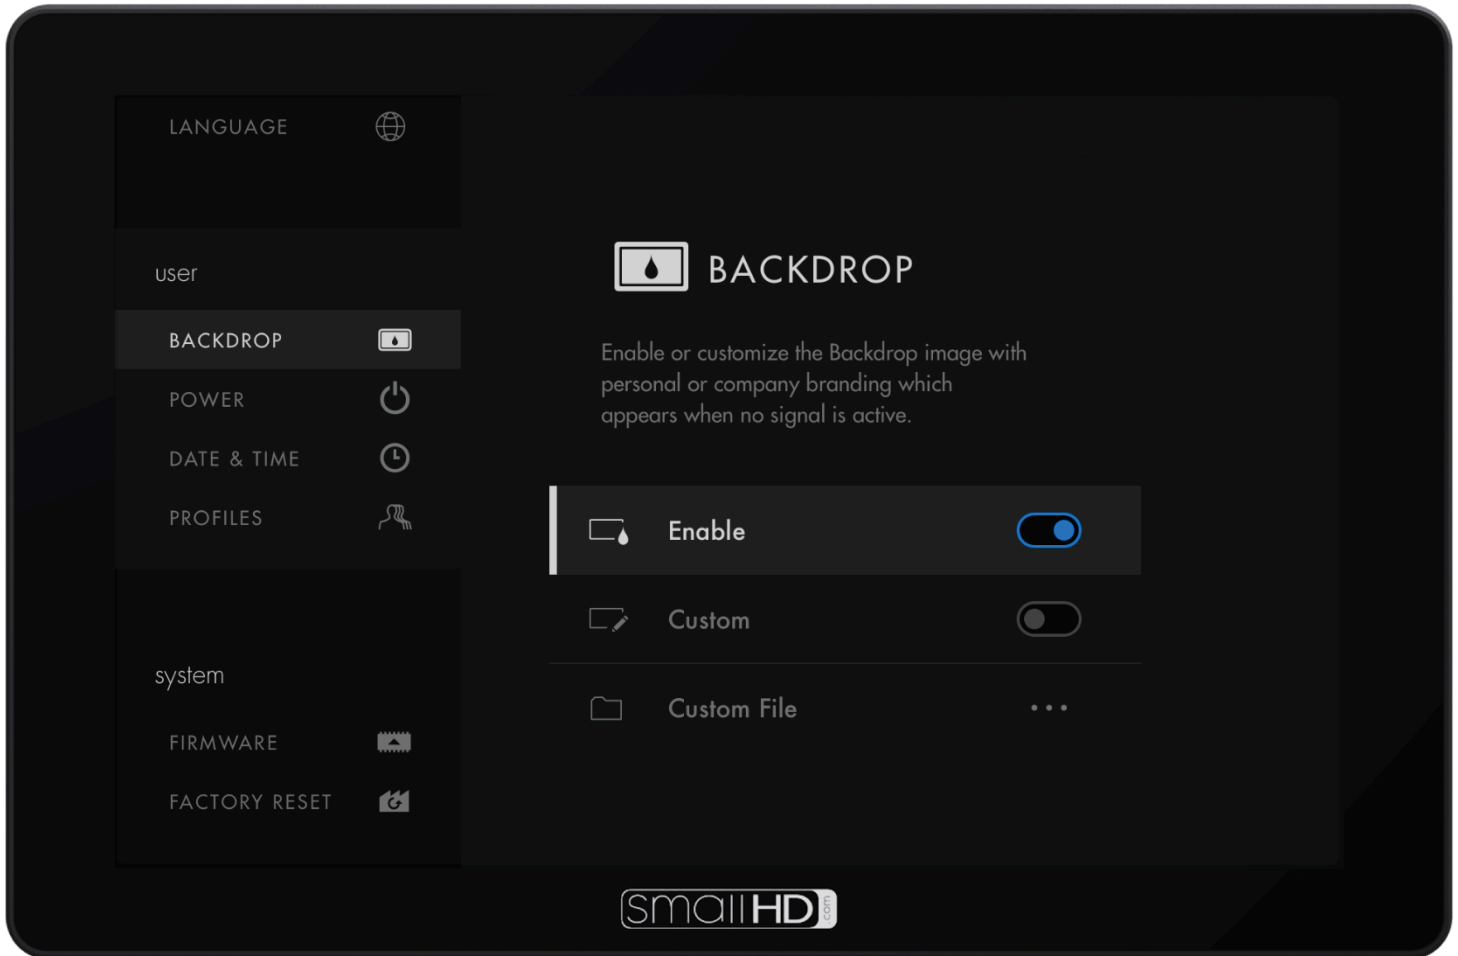 LANGUAGE
user
BACKDROP
POWER
DATE & TIME
PROFILES
system
FIRMWARE
FACTORY RESET
BACKDROP
Enable or customize the Backdrop image with
personal or company branding which
appears when no signal is active.
Enable
Custom
Custom File
smallHD.com